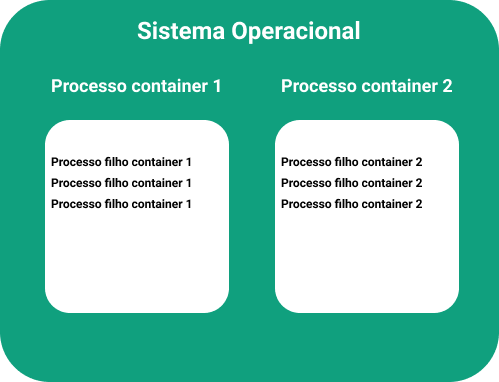 Sistema Operacional
Processo container 1
Processo filho container 1
Processo filho container 1
Processo filho container 1
Processo container 2
Processo filho container 2
Processo filho container 2
Processo filho container 2